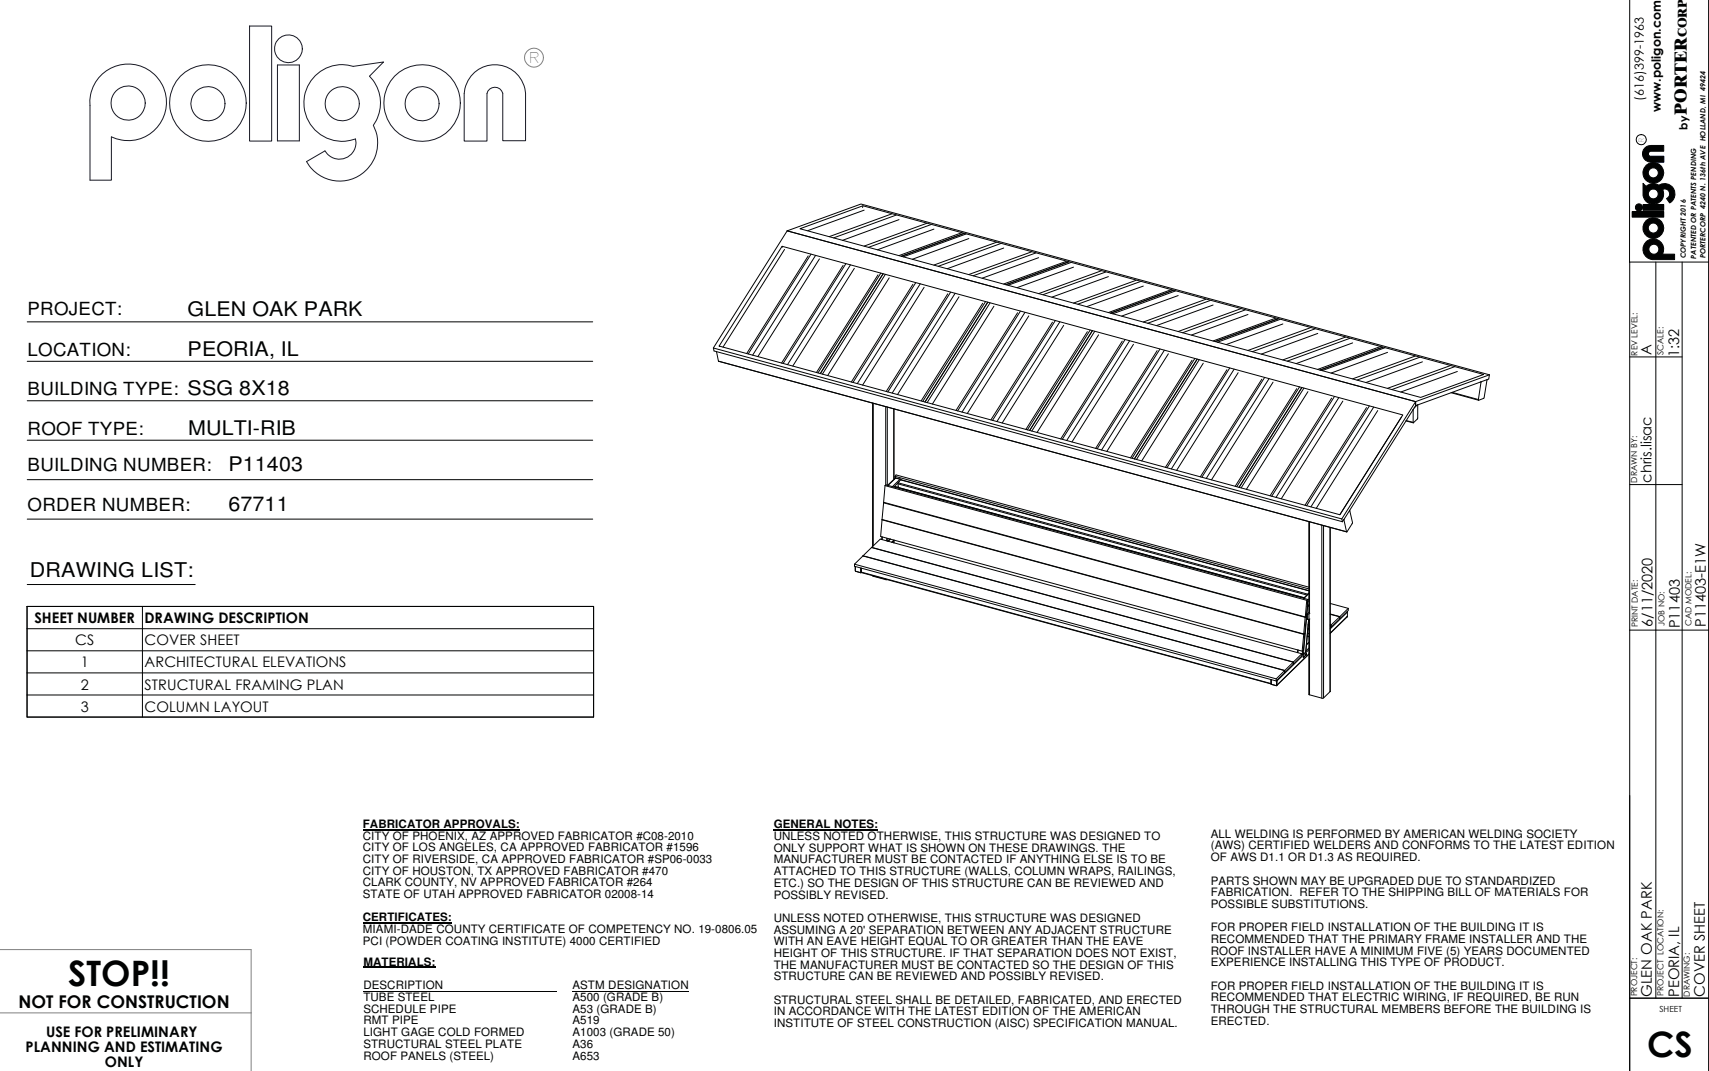 poligon®
PROJECT: GLEN OAK PARK
LOCATION: PEORIA, IL
BUILDING TYPE: SSG 8X18
ROOF TYPE: MULTI-RIB
BUILDING NUMBER: P11403
ORDER NUMBER: 67711
DRAWING LIST:
SHEET NUMBER DRAWING DESCRIPTION
CS COVER SHEET
1 ARCHITECTURAL ELEVATIONS
2 STRUCTURAL FRAMING PLAN
3 COLUMN LAYOUT
STOP!!
NOT FOR CONSTRUCTION
USE FOR PRELIMINARY
PLANNING AND ESTIMATING
ONLY
FABRICATOR APPROVALS:
CITY OF PHOENIX, AZ APPROVED FABRICATOR #C08-2010
CITY OF LOS ANGELES, CA APPROVED FABRICATOR #1596
CITY OF RIVERSIDE, CA APPROVED FABRICATOR #SP06-0033
CITY OF HOUSTON, TX APPROVED FABRICATOR #470
CLARK COUNTY, NV APPROVED FABRICATOR #264
STATE OF UTAH APPROVED FABRICATOR 02008-14
CERTIFICATES:
MIAMI-DADE COUNTY CERTIFICATE OF COMPETENCY NO. 19-0806.05
PCI (POWDER COATING INSTITUTE) 4000 CERTIFIED
MATERIALS:
DESCRIPTION ASTM DESIGNATION
TUBE STEEL A500 (GRADE B)
SCHEDULE PIPE A53 (GRADE B)
RMT PIPE A519
LIGHT GAGE COLD FORMED A1003 (GRADE 50)
STRUCTURAL STEEL PLATE A36
ROOF PANELS (STEEL) A653
GENERAL NOTES:
UNLESS NOTED OTHERWISE, THIS STRUCTURE WAS DESIGNED TO
ONLY SUPPORT WHAT IS SHOWN ON THESE DRAWINGS. THE
MANUFACTURER MUST BE CONTACTED IF ANYTHING ELSE IS TO BE
ATTACHED TO THIS STRUCTURE (WALLS, COLUMN WRAPS, RAILINGS,
ETC.) SO THE DESIGN OF THIS STRUCTURE CAN BE REVIEWED AND
POSSIBLY REVISED.
UNLESS NOTED OTHERWISE, THIS STRUCTURE WAS DESIGNED
ASSUMING A 20' SEPARATION BETWEEN ANY ADJACENT STRUCTURE
WITH AN EAVE HEIGHT EQUAL TO OR GREATER THAN THE EAVE
HEIGHT OF THIS STRUCTURE. IF THAT SEPARATION DOES NOT EXIST,
THE MANUFACTURER MUST BE CONTACTED SO THE DESIGN OF THIS
STRUCTURE CAN BE REVIEWED AND POSSIBLY REVISED.
STRUCTURAL STEEL SHALL BE DETAILED, FABRICATED, AND ERECTED
IN ACCORDANCE WITH THE LATEST EDITION OF THE AMERICAN
INSTITUTE OF STEEL CONSTRUCTION (AISC) SPECIFICATION MANUAL.
ALL WELDING IS PERFORMED BY AMERICAN WELDING SOCIETY
(AWS) CERTIFIED WELDERS AND CONFORMS TO THE LATEST EDITION
OF AWS D1.1 OR D1.3 AS REQUIRED.
PARTS SHOWN MAY BE UPGRADED DUE TO STANDARDIZED
FABRICATION. REFER TO THE SHIPPING BILL OF MATERIALS FOR
POSSIBLE SUBSTITUTIONS.
FOR PROPER FIELD INSTALLATION OF THE BUILDING IT IS
RECOMMENDED THAT THE PRIMARY FRAME INSTALLER AND THE
ROOF INSTALLER HAVE A MINIMUM FIVE (5) YEARS DOCUMENTED
EXPERIENCE INSTALLING THIS TYPE OF PRODUCT.
FOR PROPER FIELD INSTALLATION OF THE BUILDING IT IS
RECOMMENDED THAT ELECTRIC WIRING, IF REQUIRED, BE RUN
THROUGH THE STRUCTURAL MEMBERS BEFORE THE BUILDING IS
ERECTED.
poligon
(616)399-1963
www.poligon.com
by PORTERCORP
COPYRIGHT 2016
PATENTED OR PATENTS PENDING
PORTERCORP 4240 N. 136th AVE HOLLAND, MI 49424
REV LEVEL:
A
SCALE:
1:32
DRAWN BY:
chris.lisac
PRINT DATE:
6/11/2020
JOB NO:
P11403
CAD MODEL:
P11403-E1W
PROJECT:
GLEN OAK PARK
PROJECT LOCATION:
PEORIA, IL
DRAWING:
COVER SHEET
SHEET
CS